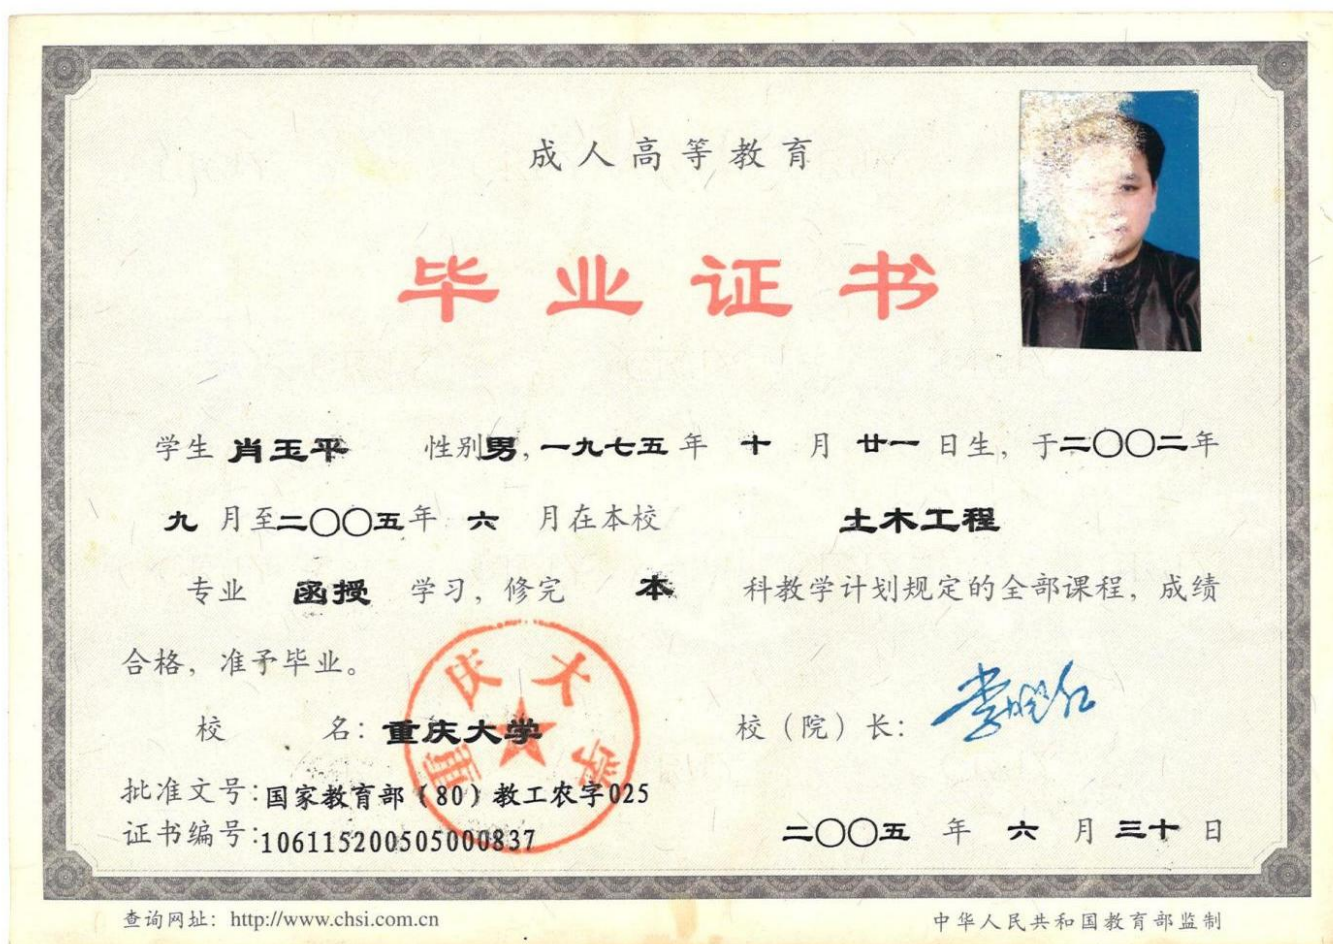 成人高等教育
毕业证书
学生 肖玉平 性别男,一九七五年 十 月 廿一 日生, 于二〇〇二年
九 月至二〇〇五年 六 月在本校 土木工程
专业 函授 学习, 修完 本 科教学计划规定的全部课程, 成绩
合格, 准予毕业。
重庆大学
校 名: 重庆大学 校(院)长:
批准文号:国家教育部(80)教工农字025
证书编号:106115200505000837 二〇〇五 年 六 月 三十 日
查询网址: http://www.chsi.com.cn 中华人民共和国教育部监制